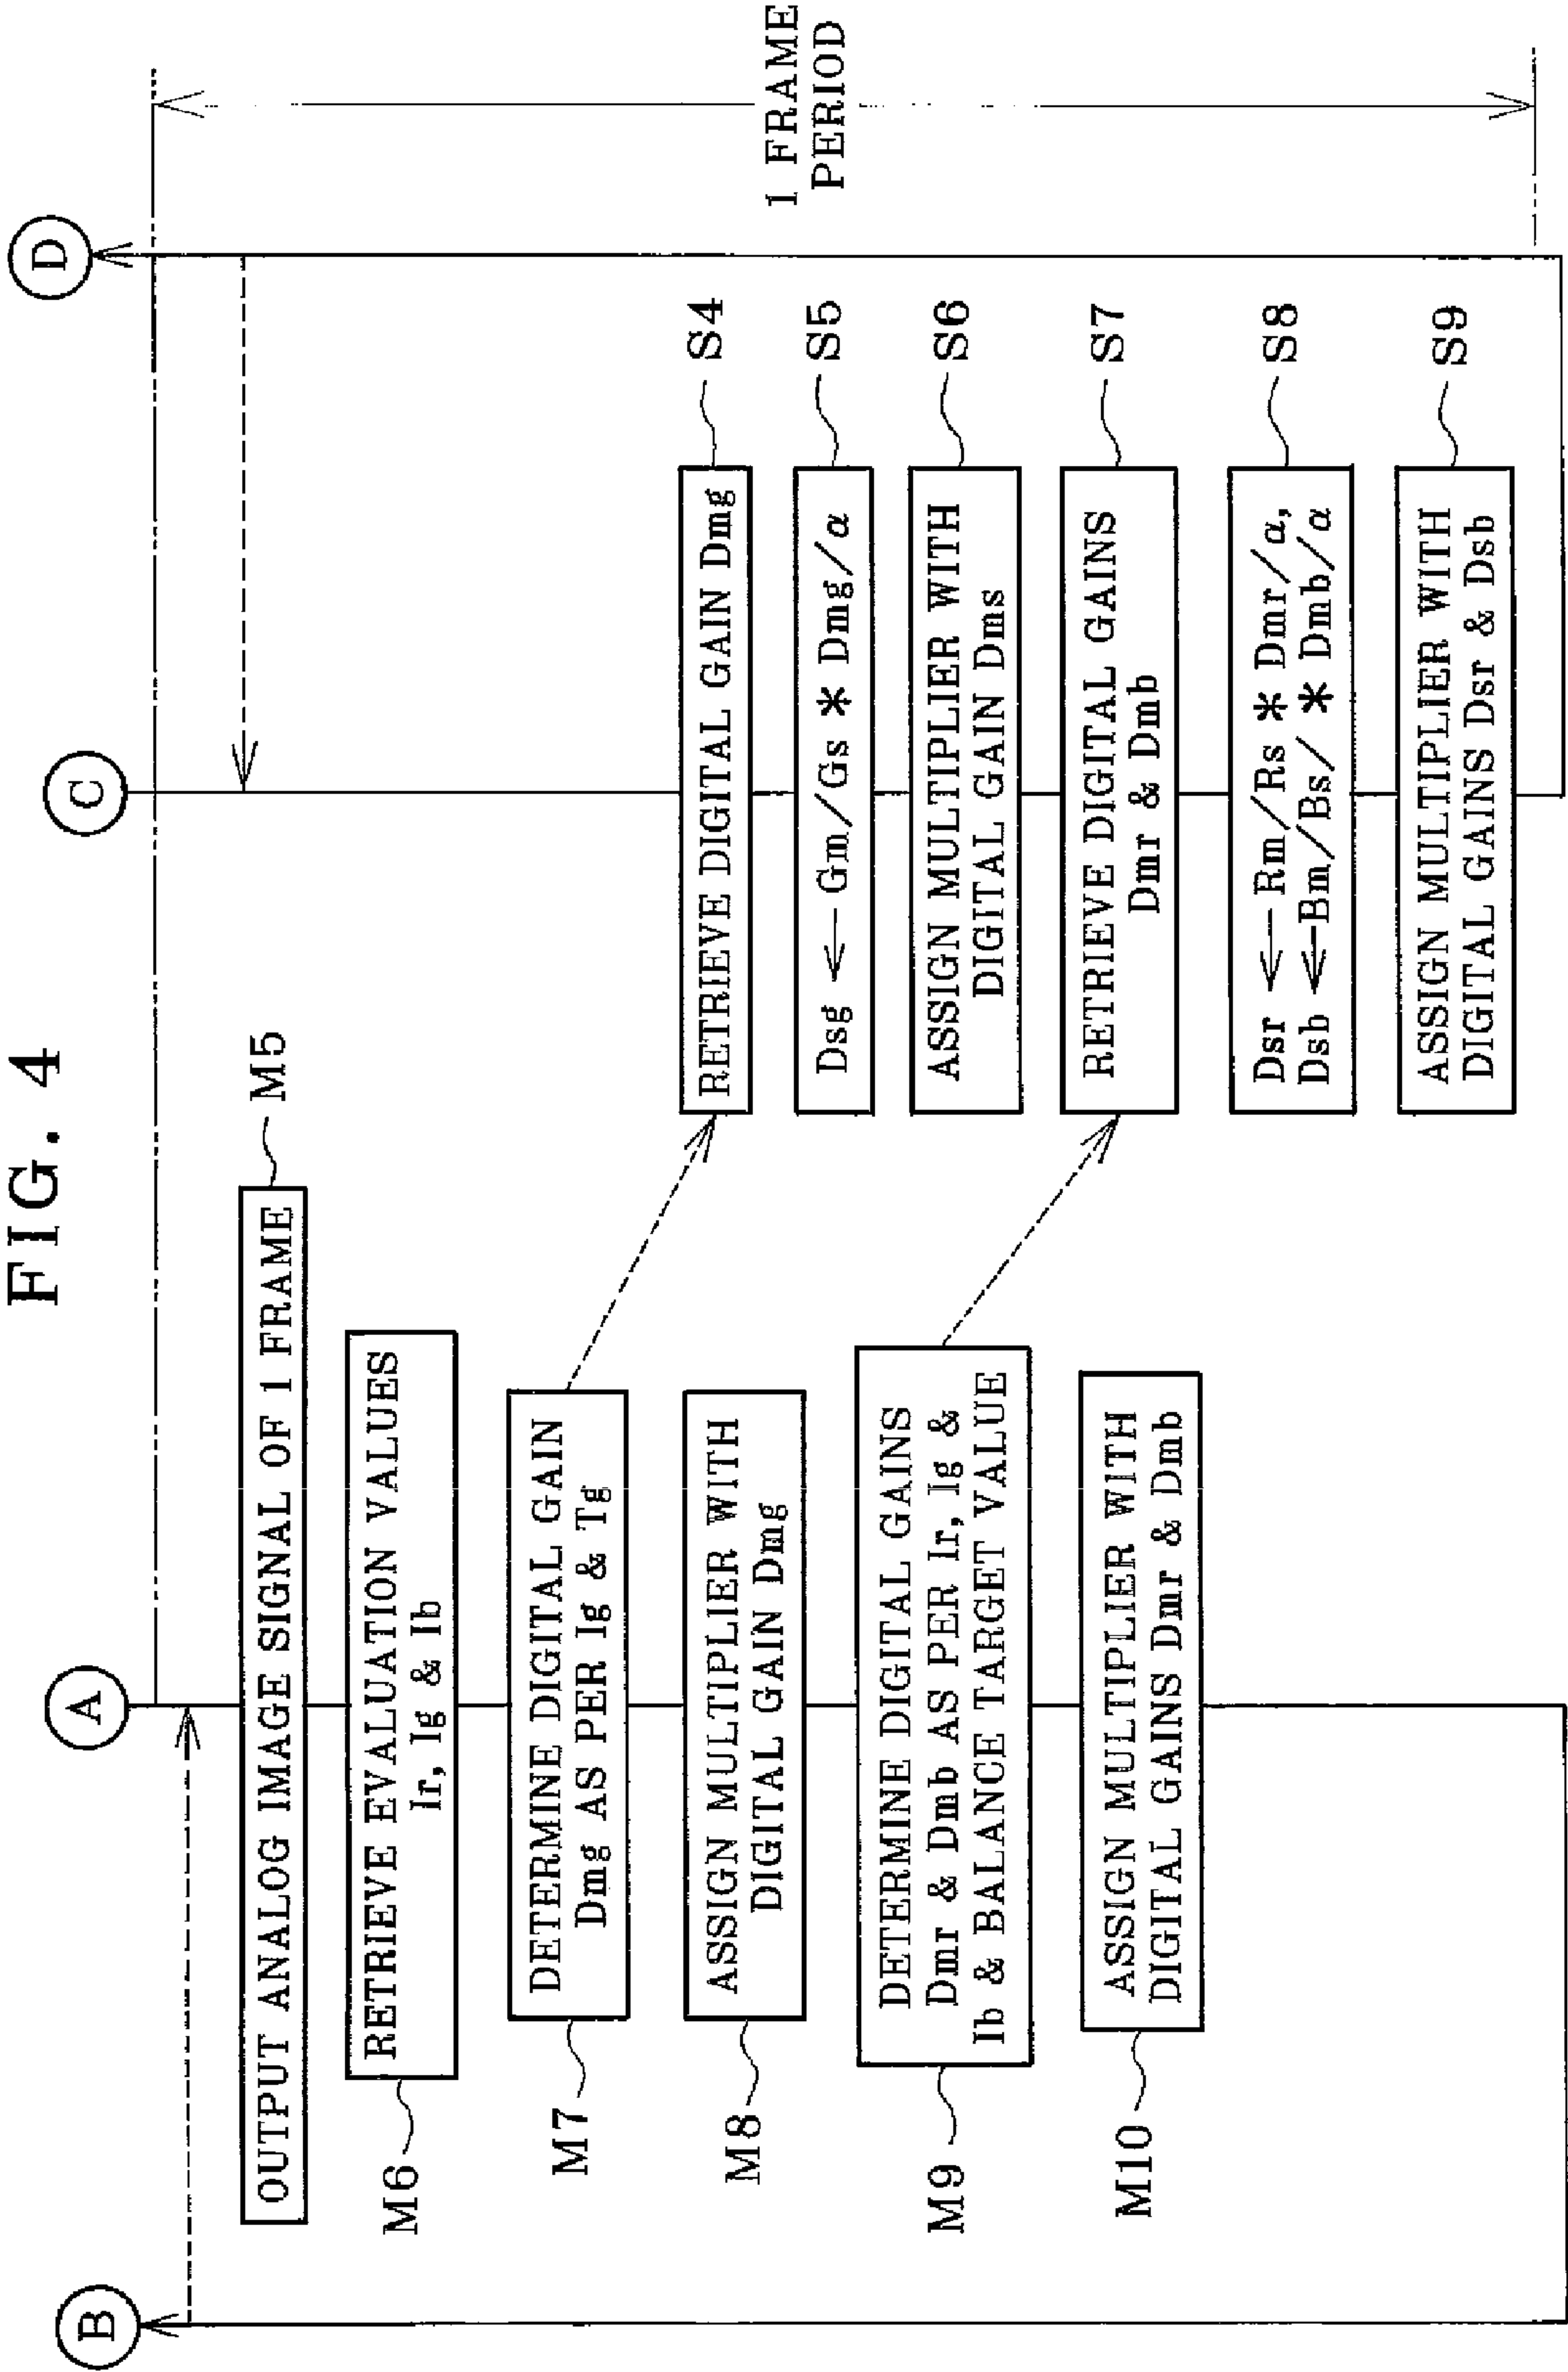 FIG. 4
A
B
C
D
1 FRAME
PERIOD
OUTPUT ANALOG IMAGE SIGNAL OF 1 FRAME
M5
RETRIEVE EVALUATION VALUES
Ir, Ig & Ib
M6
DETERMINE DIGITAL GAIN
Dmg AS PER Ig & Tg
M7
ASSIGN MULTIPLIER WITH
DIGITAL GAIN Dmg
M8
DETERMINE DIGITAL GAINS
Dmr & Dmb AS PER Ir, Ig &
Ib & BALANCE TARGET VALUE
M9
ASSIGN MULTIPLIER WITH
DIGITAL GAINS Dmr & Dmb
M10
RETRIEVE DIGITAL GAIN Dmg
S4
Dsg ← Gm/Gs * Dmg/α
S5
ASSIGN MULTIPLIER WITH
DIGITAL GAIN Dms
S6
RETRIEVE DIGITAL GAINS
Dmr & Dmb
S7
Dsr ← Rm/Rs * Dmr/α,
Dsb ← Bm/Bs/ * Dmb/α
S8
ASSIGN MULTIPLIER WITH
DIGITAL GAINS Dsr & Dsb
S9